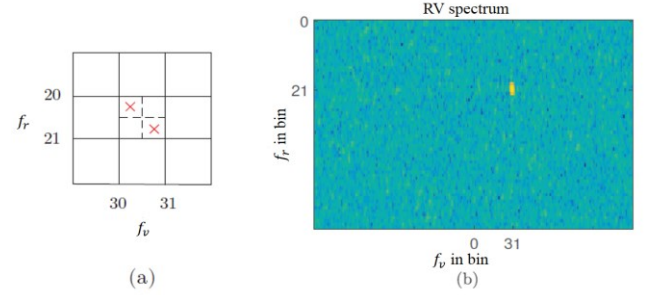 20
f_r
21
30 31
f_v
(a)
RV spectrum
0
21
f_r in bin
0 31
f_v in bin
(b)